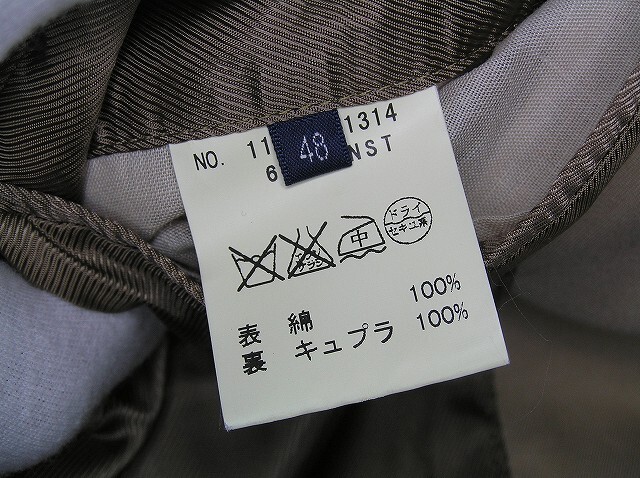 NO. 11 1314
48
6 NST
中
ドライ
セキユ系
表 綿 100%
裏 キュプラ 100%